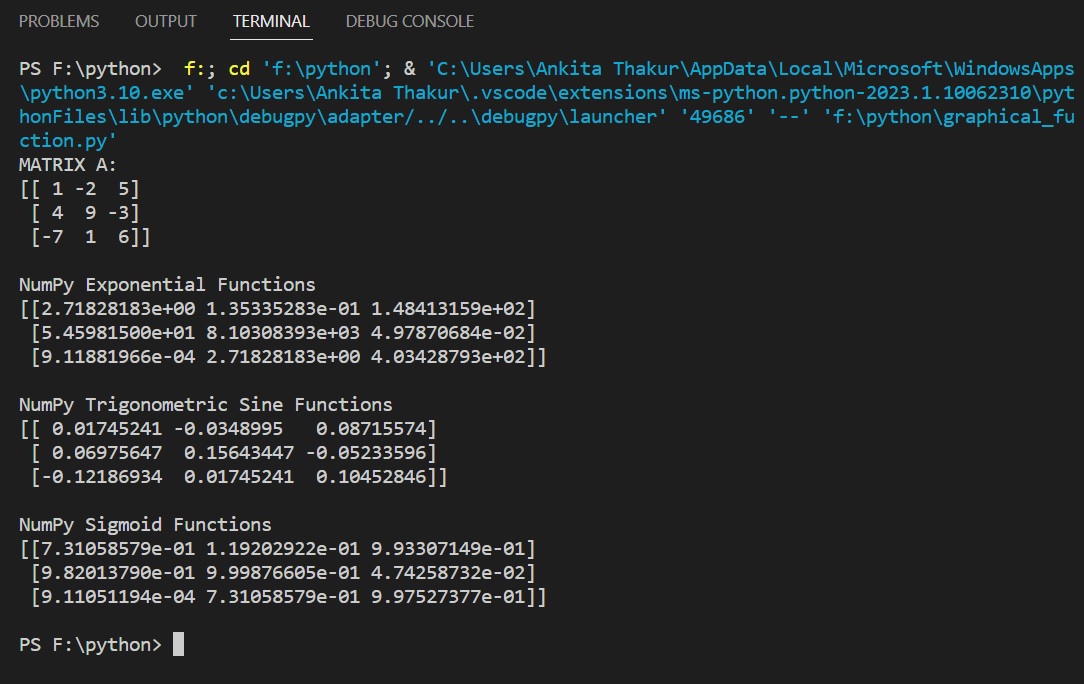 PROBLEMS OUTPUT TERMINAL DEBUG CONSOLE
PS F:\python>  f:; cd 'f:\python'; & 'C:\Users\Ankita Thakur\AppData\Local\Microsoft\WindowsApps
\python3.10.exe' 'c:\Users\Ankita Thakur\.vscode\extensions\ms-python.python-2023.1.10062310\pyt
honFiles\lib\python\debugpy\adapter/../..\debugpy\launcher' '49686' '--' 'f:\python\graphical_fu
ction.py'
MATRIX A:
[[ 1 -2  5]
 [ 4  9 -3]
 [-7  1  6]]
NumPy Exponential Functions
[[2.71828183e+00 1.35335283e-01 1.48413159e+02]
 [5.45981500e+01 8.10308393e+03 4.97870684e-02]
 [9.11881966e-04 2.71828183e+00 4.03428793e+02]]
NumPy Trigonometric Sine Functions
[[ 0.01745241 -0.0348995   0.08715574]
 [ 0.06975647  0.15643447 -0.05233596]
 [-0.12186934  0.01745241  0.10452846]]
NumPy Sigmoid Functions
[[7.31058579e-01 1.19202922e-01 9.93307149e-01]
 [9.82013790e-01 9.99876605e-01 4.74258732e-02]
 [9.11051194e-04 7.31058579e-01 9.97527377e-01]]
PS F:\python>